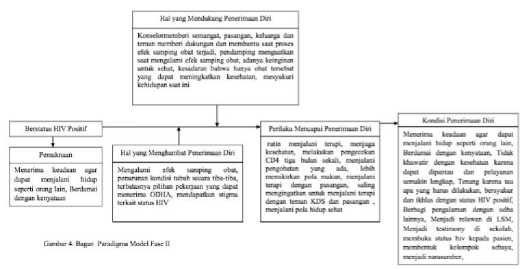 Hal yang Mendukung Penerimaan Diri
Konselor memberi semangat, pasangan, keluarga dan
teman memberi dukungan dan membantu saat proses
efek samping obat terjadi, pendamping menguatkan
saat mengalami efek samping obat, adanya keinginan
untuk sehat, kesadaran bahwa hanya obat tersebut
yang dapat meningkatkan kesehatan, mensyukuri
kehidupan saat ini
Berstatus HIV Positif
Pemaknaan
Menerima keadaan agar
dapat menjalani hidup
seperti orang lain, Berdamai
dengan kenyataan
Hal yang Menghambat Penerimaan Diri
Mengalami efek samping obat,
penurunan kondisi tubuh secara tiba-tiba,
terbatasnya pilihan pekerjaan yang dapat
menerima ODHA, mendapatkan stigma
terkait status HIV
Perilaku Mencapai Penerimaan Diri
rutin menjalani terapi, menjaga
kesehatan, melakukan pengecekan
CD4 tiga bulan sekali, menjalani
pengobatan yang ada, lebih
memikirkan pola makan, menjalani
terapi dengan pasangan, saling
mengingatkan untuk menjalani terapi
dengan teman KDS dan pasangan ,
menjalani pola hidup sehat
Kondisi Penerimaan Diri
Menerima keadaan agar dapat
menjalani hidup seperti orang lain,
Berdamai dengan kenyataan, Tidak
khawatir dengan kesehatan karena
dapat dipantau dan pelayanan
semakin lengkap, Tenang karena tau
apa yang harus dilakukan, bersyukur
dan ikhlas dengan status HIV positif,
Berbagi pengalaman dengan odha
lainnya, Menjadi relawan di LSM,
Menjadi testimony di sekolah,
membuka status hiv kepada pasien,
membentuk kelompok sebaya,
menjadi narasumber,
Gambar 4. Bagan Paradigma Model Fase II